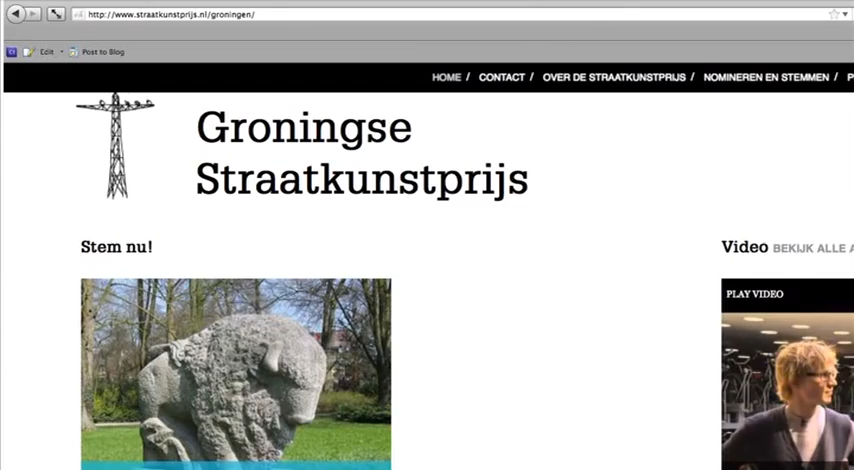 http://www.straatkunstprijs.nl/groningen/
Edit Post to Blog
HOME / CONTACT / OVER DE STRAATKUNSTPRIJS / NOMINEREN EN STEMMEN / P
Groningse
Straatkunstprijs
Stem nu!
Video BEKIJK ALLE A
PLAY VIDEO